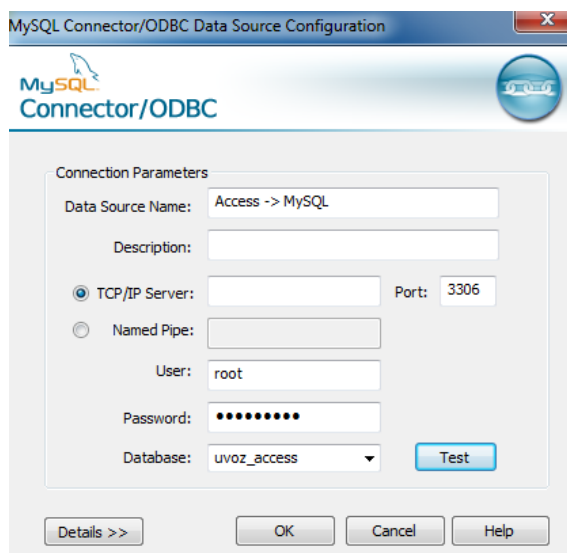 MySQL Connector/ODBC Data Source Configuration
MySQL
Connector/ODBC
Connection Parameters
Data Source Name: Access -> MySQL
Description:
TCP/IP Server: Port: 3306
Named Pipe:
User: root
Password: •••••••••
Database: uvoz_access Test
Details >> OK Cancel Help